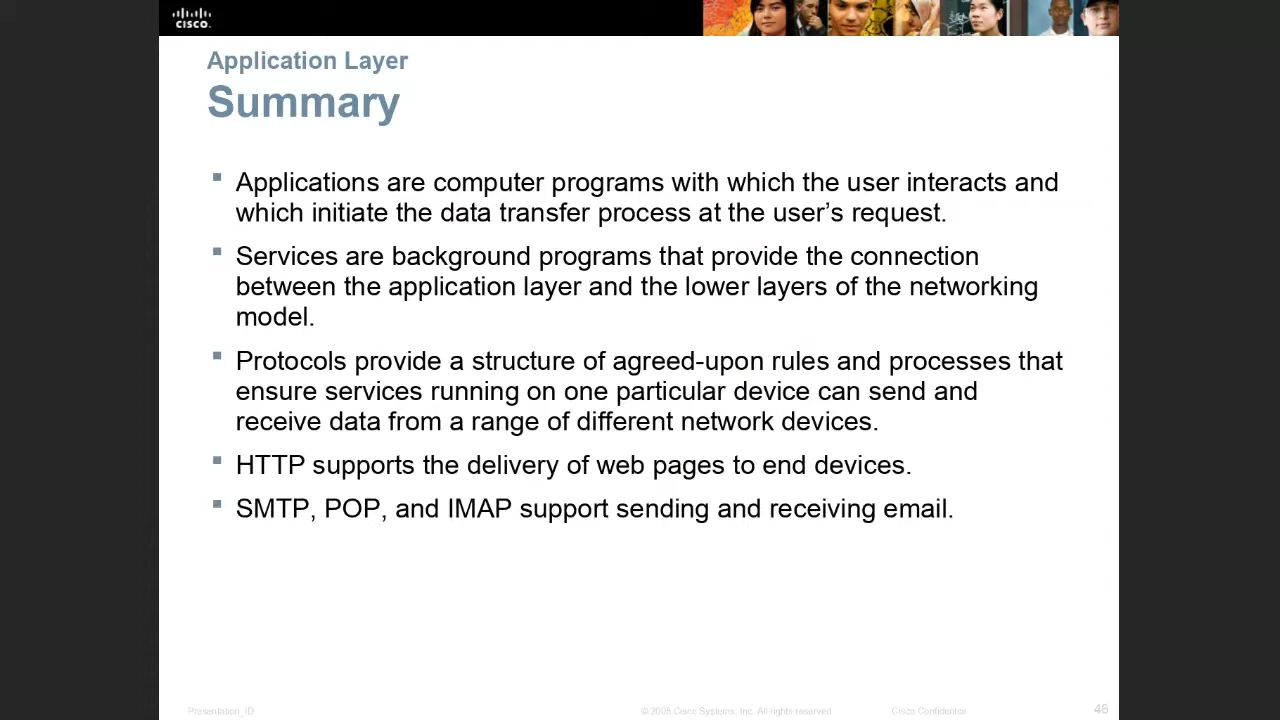 CISCO
Application Layer
Summary
Applications are computer programs with which the user interacts and
which initiate the data transfer process at the user’s request.
Services are background programs that provide the connection
between the application layer and the lower layers of the networking
model.
Protocols provide a structure of agreed-upon rules and processes that
ensure services running on one particular device can send and
receive data from a range of different network devices.
HTTP supports the delivery of web pages to end devices.
SMTP, POP, and IMAP support sending and receiving email.
Presentation_ID © 2008 Cisco Systems, Inc. All rights reserved. Cisco Confidential 46